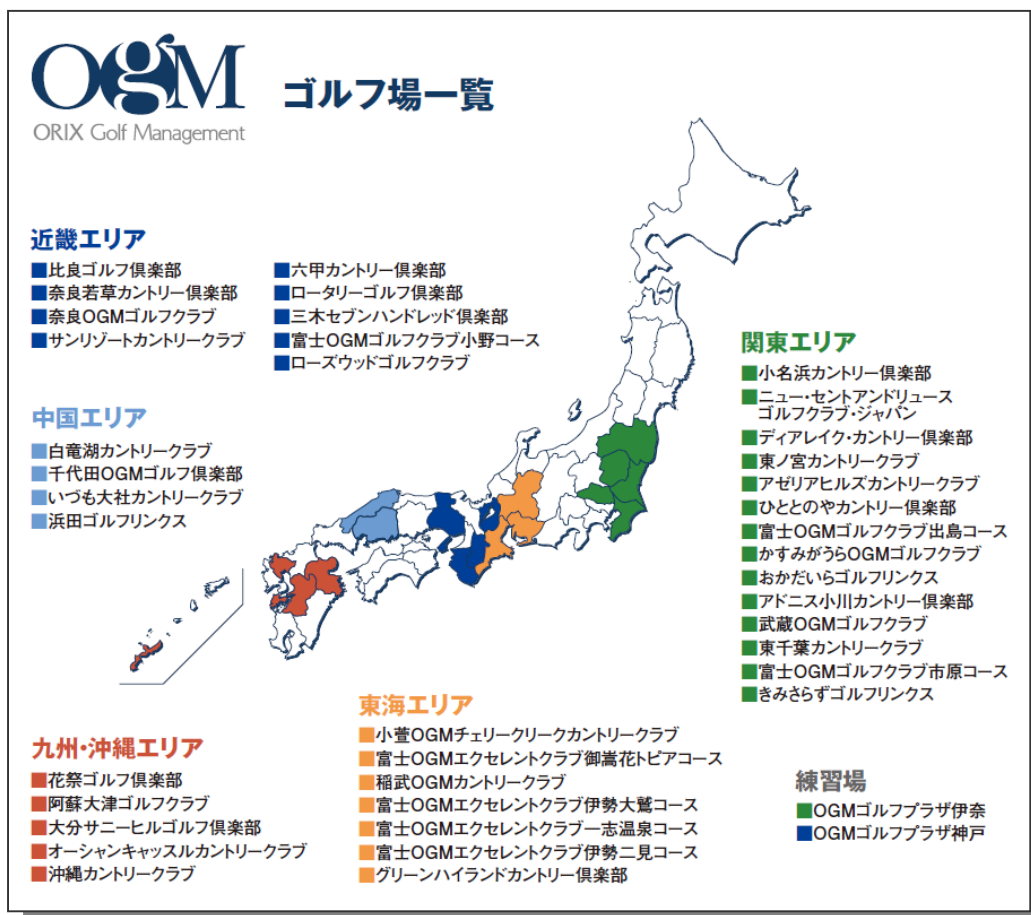 OgM
ORIX Golf Management
ゴルフ場一覧
近畿エリア
■比良ゴルフ倶楽部
■奈良若草カントリー倶楽部
■奈良OGMゴルフクラブ
■サンリゾートカントリークラブ
■六甲カントリー倶楽部
■ロータリーゴルフ倶楽部
■三木セブンハンドレッド倶楽部
■富士OGMゴルフクラブ小野コース
■ローズウッドゴルフクラブ
中国エリア
■白竜湖カントリークラブ
■千代田OGMゴルフ倶楽部
■いづも大社カントリークラブ
■浜田ゴルフリンクス
関東エリア
■小名浜カントリー倶楽部
■ニュー・セントアンドリュース
ゴルフクラブ・ジャパン
■ディアレイク・カントリー倶楽部
■東ノ宮カントリークラブ
■アゼリアヒルズカントリークラブ
■ひととのやカントリー倶楽部
■富士OGMゴルフクラブ出島コース
■かすみがうらOGMゴルフクラブ
■おかだいらゴルフリンクス
■アドニス小川カントリー倶楽部
■武蔵OGMゴルフクラブ
■東千葉カントリークラブ
■富士OGMゴルフクラブ市原コース
■きみさらずゴルフリンクス
九州・沖縄エリア
■花祭ゴルフ倶楽部
■阿蘇大津ゴルフクラブ
■大分サニーヒルゴルフ倶楽部
■オーシャンキャッスルカントリークラブ
■沖縄カントリークラブ
東海エリア
■小萱OGMチェリークリークカントリークラブ
■富士OGMエクセレントクラブ御嵩花トピアコース
■稲武OGMカントリークラブ
■富士OGMエクセレントクラブ伊勢大鷲コース
■富士OGMエクセレントクラブ一志温泉コース
■富士OGMエクセレントクラブ伊勢二見コース
■グリーンハイランドカントリー倶楽部
練習場
■OGMゴルフプラザ伊奈
■OGMゴルフプラザ神戸